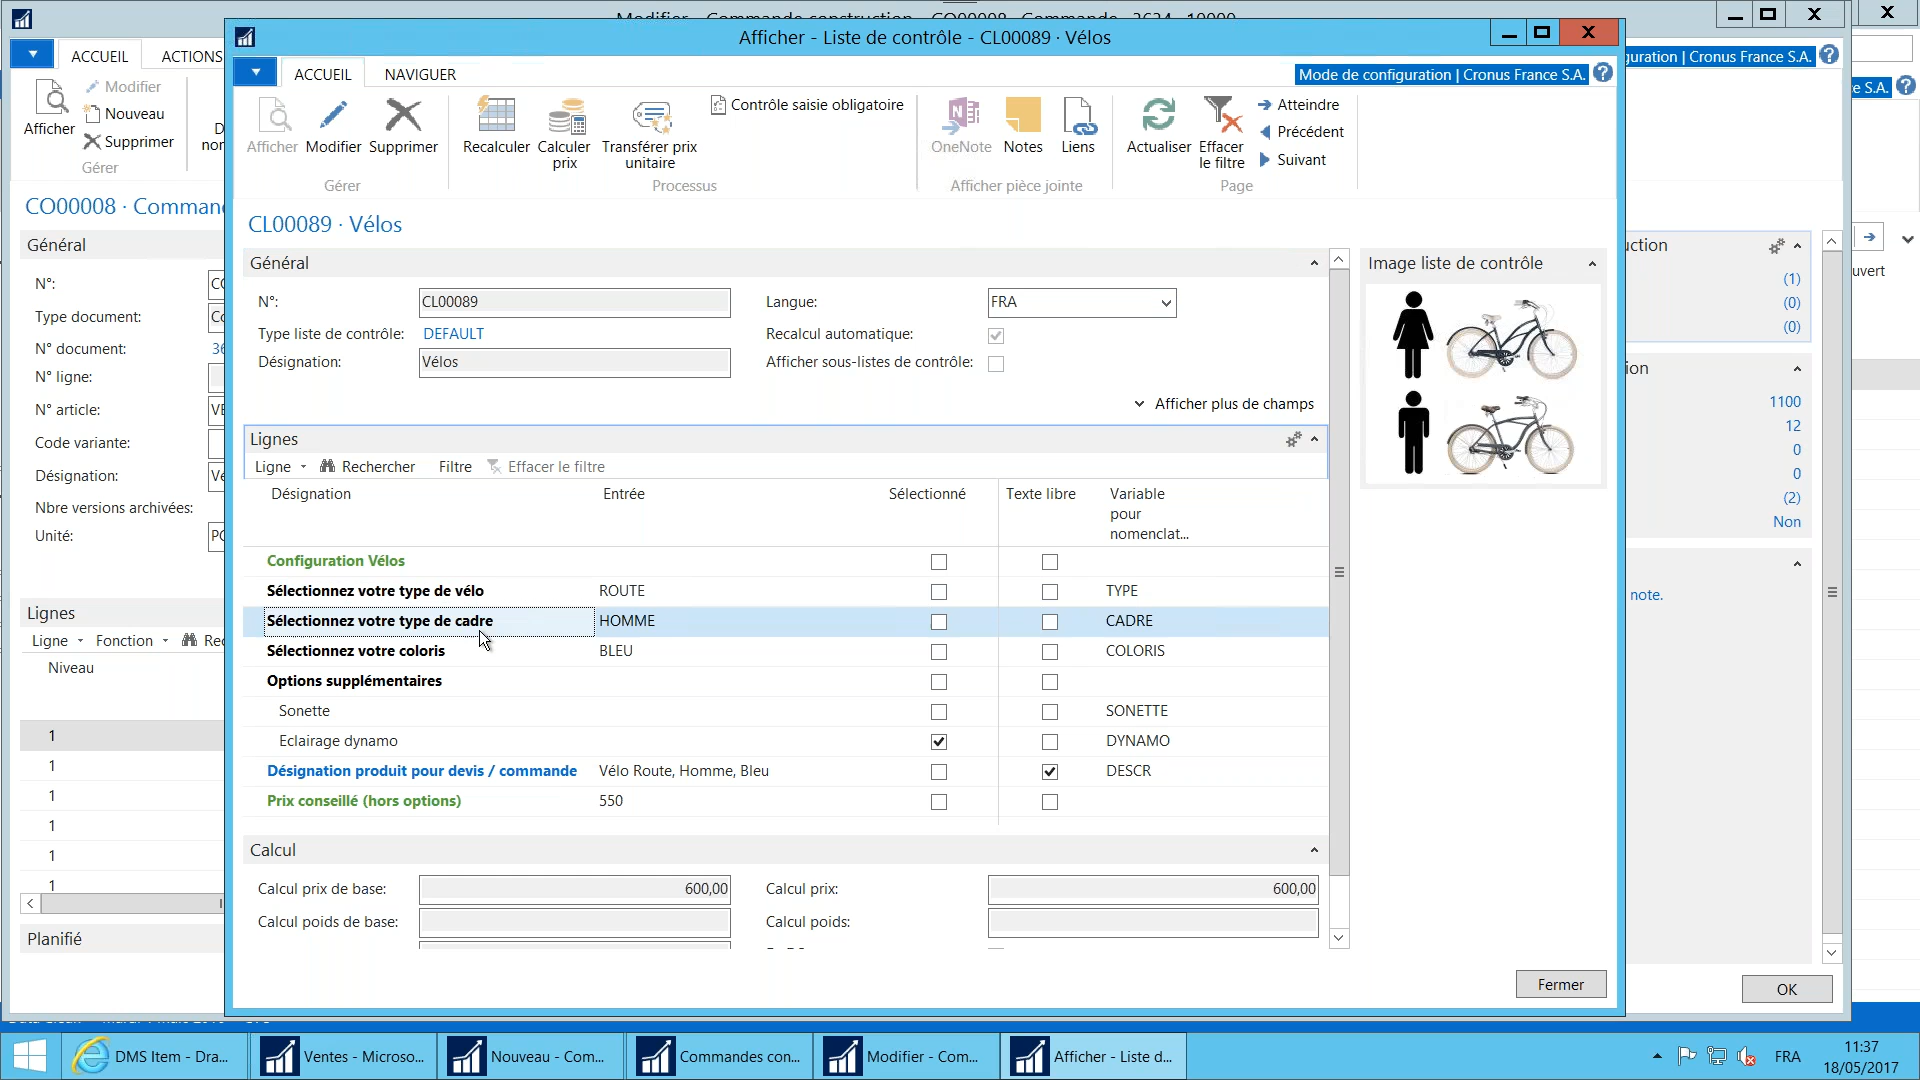 Afficher - Liste de contrôle - CL00089 · Vélos
ACCUEIL
ACTIONS
Modifier
Nouveau
Supprimer
Afficher
Gérer
CO00008 · Comman
Général
N°:
Type document:
N° document:
N° ligne:
N° article:
Code variante:
Désignation:
Nbre versions archivées:
Unité:
Lignes
Ligne
Fonction
Niveau
1
1
1
1
1
1
Planifié
ACCUEIL
NAVIGUER
Mode de configuration | Cronus France S.A.
Afficher
Modifier
Supprimer
Gérer
Recalculer
Calculer prix
Transférer prix unitaire
Contrôle saisie obligatoire
Processus
OneNote
Notes
Liens
Afficher pièce jointe
Actualiser
Effacer le filtre
Atteindre
Précédent
Suivant
Page
CL00089 · Vélos
Général
N°: CL00089
Langue: FRA
Type liste de contrôle: DEFAULT
Recalcul automatique:
Désignation: Vélos
Afficher sous-listes de contrôle:
Afficher plus de champs
Lignes
Ligne Rechercher Filtre Effacer le filtre
Désignation Entrée Sélectionné Texte libre Variable pour nomenclat...
Configuration Vélos
Sélectionnez votre type de vélo ROUTE TYPE
Sélectionnez votre type de cadre HOMME CADRE
Sélectionnez votre coloris BLEU COLORIS
Options supplémentaires
Sonette SONETTE
Eclairage dynamo DYNAMO
Désignation produit pour devis / commande Vélo Route, Homme, Bleu DESCR
Prix conseillé (hors options) 550
Calcul
Calcul prix de base: 600,00
Calcul prix: 600,00
Calcul poids de base:
Calcul poids:
Image liste de contrôle
Fermer
guration | Cronus France S.A.
e S.A.
uction
(1)
(0)
(0)
ion
1100
12
0
0
(2)
Non
note.
uvert
OK
DMS Item - Dra...
Ventes - Microso...
Nouveau - Com...
Commandes con...
Modifier - Com...
Afficher - Liste d...
FRA
11:37
18/05/2017